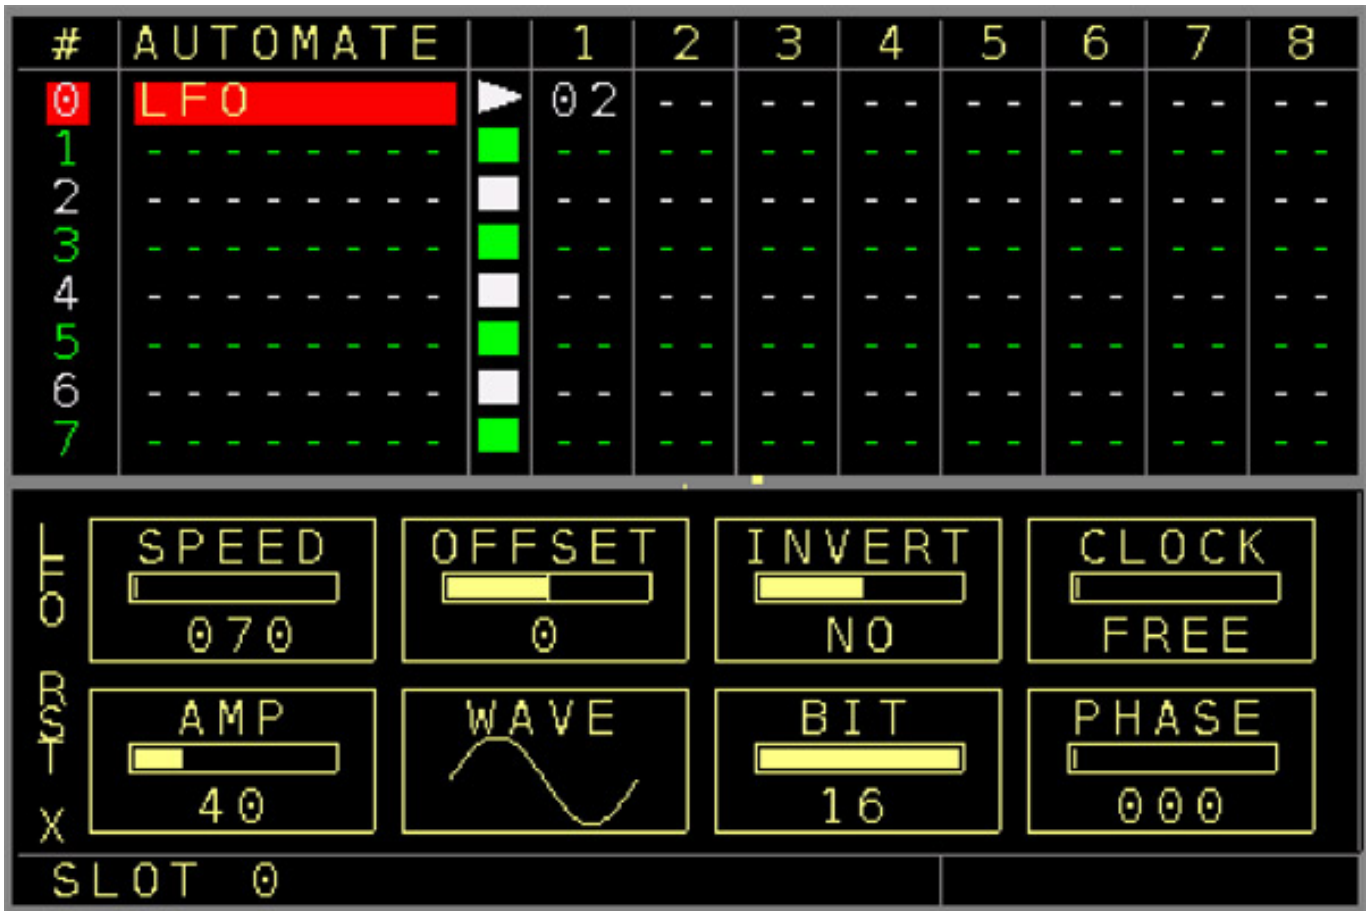 # AUTOMATE 1 2 3 4 5 6 7 8
0 LFO 02 -- -- -- -- -- -- --
1 -------- -- -- -- -- -- -- -- --
2 -------- -- -- -- -- -- -- -- --
3 -------- -- -- -- -- -- -- -- --
4 -------- -- -- -- -- -- -- -- --
5 -------- -- -- -- -- -- -- -- --
6 -------- -- -- -- -- -- -- -- --
7 -------- -- -- -- -- -- -- -- --
LFO
SPEED OFFSET INVERT CLOCK
070 0 NO FREE
RST X
AMP WAVE BIT PHASE
40 16 000
SLOT 0